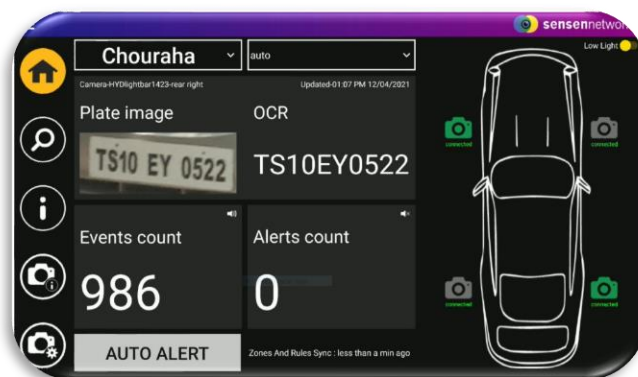 sensennetwor
Low Light
Chouraha
auto
Camera-HYDlightbar1423-rear right
Updated-01:07 PM 12/04/2021
Plate image
OCR
TS10 EY 0522
TS10EY0522
connected
connected
Events count
Alerts count
986
0
connected
connected
AUTO ALERT
Zones And Rules Sync : less than a min ago